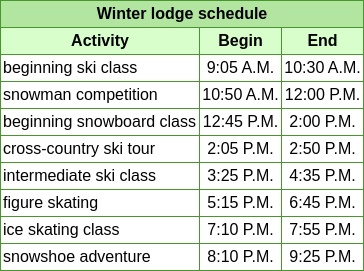 Winter lodge schedule
Activity Begin End
beginning ski class 9:05 A.M. 10:30 A.M.
snowman competition 10:50 A.M. 12:00 P.M.
beginning snowboard class 12:45 P.M. 2:00 P.M.
cross-country ski tour 2:05 P.M. 2:50 P.M.
intermediate ski class 3:25 P.M. 4:35 P.M.
figure skating 5:15 P.M. 6:45 P.M.
ice skating class 7:10 P.M. 7:55 P.M.
snowshoe adventure 8:10 P.M. 9:25 P.M.